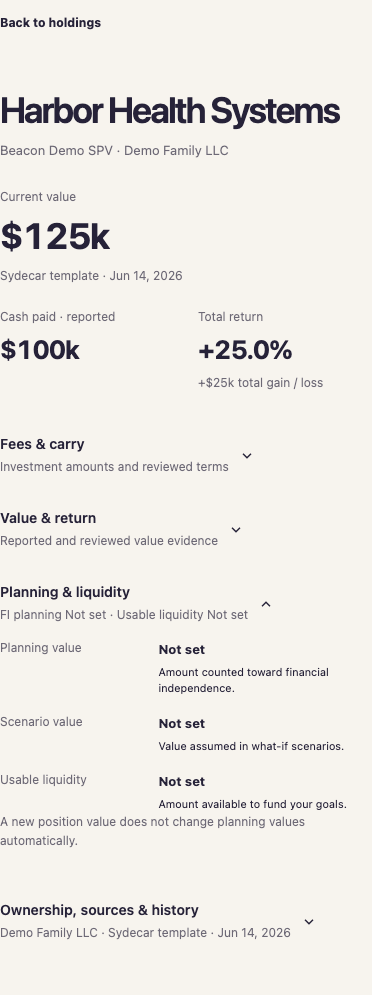 Back to holdings
Harbor Health Systems
Beacon Demo SPV · Demo Family LLC
Current value
$125k
Sydecar template · Jun 14, 2026
Cash paid · reported
$100k
Total return
+25.0%
+$25k total gain / loss
Fees & carry
Investment amounts and reviewed terms
Value & return
Reported and reviewed value evidence
Planning & liquidity
FI planning Not set · Usable liquidity Not set
Planning value
Not set
Amount counted toward financial
independence.
Scenario value
Not set
Value assumed in what-if scenarios.
Usable liquidity
Not set
Amount available to fund your goals.
A new position value does not change planning values
automatically.
Ownership, sources & history
Demo Family LLC · Sydecar template · Jun 14, 2026